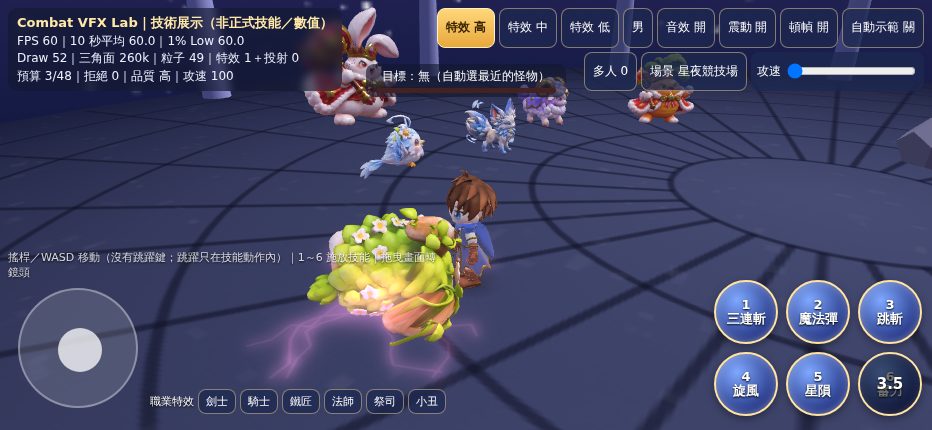 Combat VFX Lab｜技術展示（非正式技能／數值）
FPS 60｜10 秒平均 60.0｜1% Low 60.0
Draw 52｜三角面 260k｜粒子 49｜特效 1＋投射 0
預算 3/48｜拒絕 0｜品質 高｜攻速 100
特效 高
特效 中
特效 低
男
音效 開
震動 開
頓幀 開
自動示範 關
多人 0
場景 星夜競技場
攻速
目標：無（自動選最近的怪物）
搖桿／WASD 移動（沒有跳躍鍵；跳躍只在技能動作內）｜1～6 施放技能｜拖曳畫面轉
鏡頭
1
三連斬
2
魔法彈
3
跳斬
4
旋風
5
星隕
6
蓄力
3.5
職業特效
劍士
騎士
鐵匠
法師
祭司
小丑